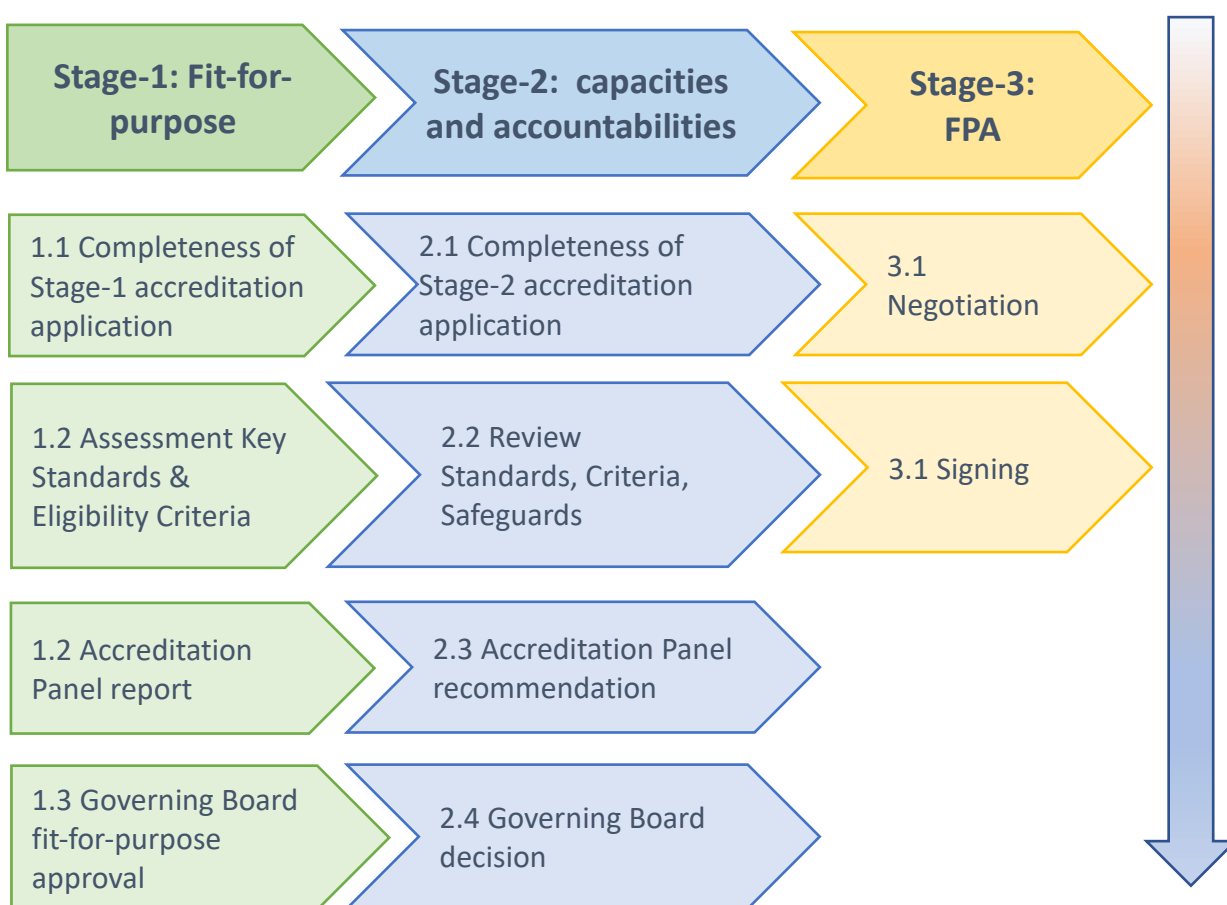 Stage-1: Fit-for-
purpose
Stage-2: capacities
and accountabilities
Stage-3:
FPA
1.1 Completeness of
Stage-1 accreditation
application
2.1 Completeness of
Stage-2 accreditation
application
3.1
Negotiation
1.2 Assessment Key
Standards &
Eligibility Criteria
2.2 Review
Standards, Criteria,
Safeguards
3.1 Signing
1.2 Accreditation
Panel report
2.3 Accreditation Panel
recommendation
1.3 Governing Board
fit-for-purpose
approval
2.4 Governing Board
decision